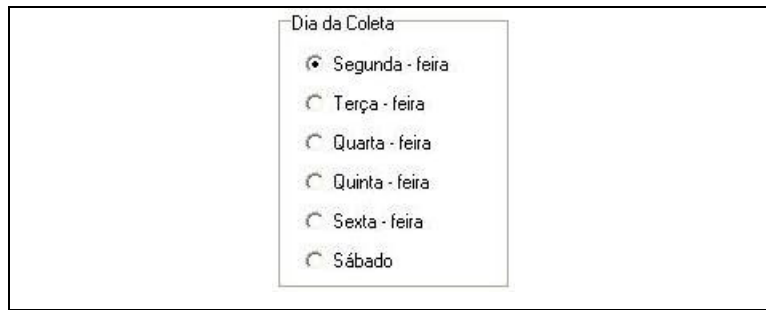 Dia da Coleta
Segunda - feira
Terça - feira
Quarta - feira
Quinta - feira
Sexta - feira
Sábado